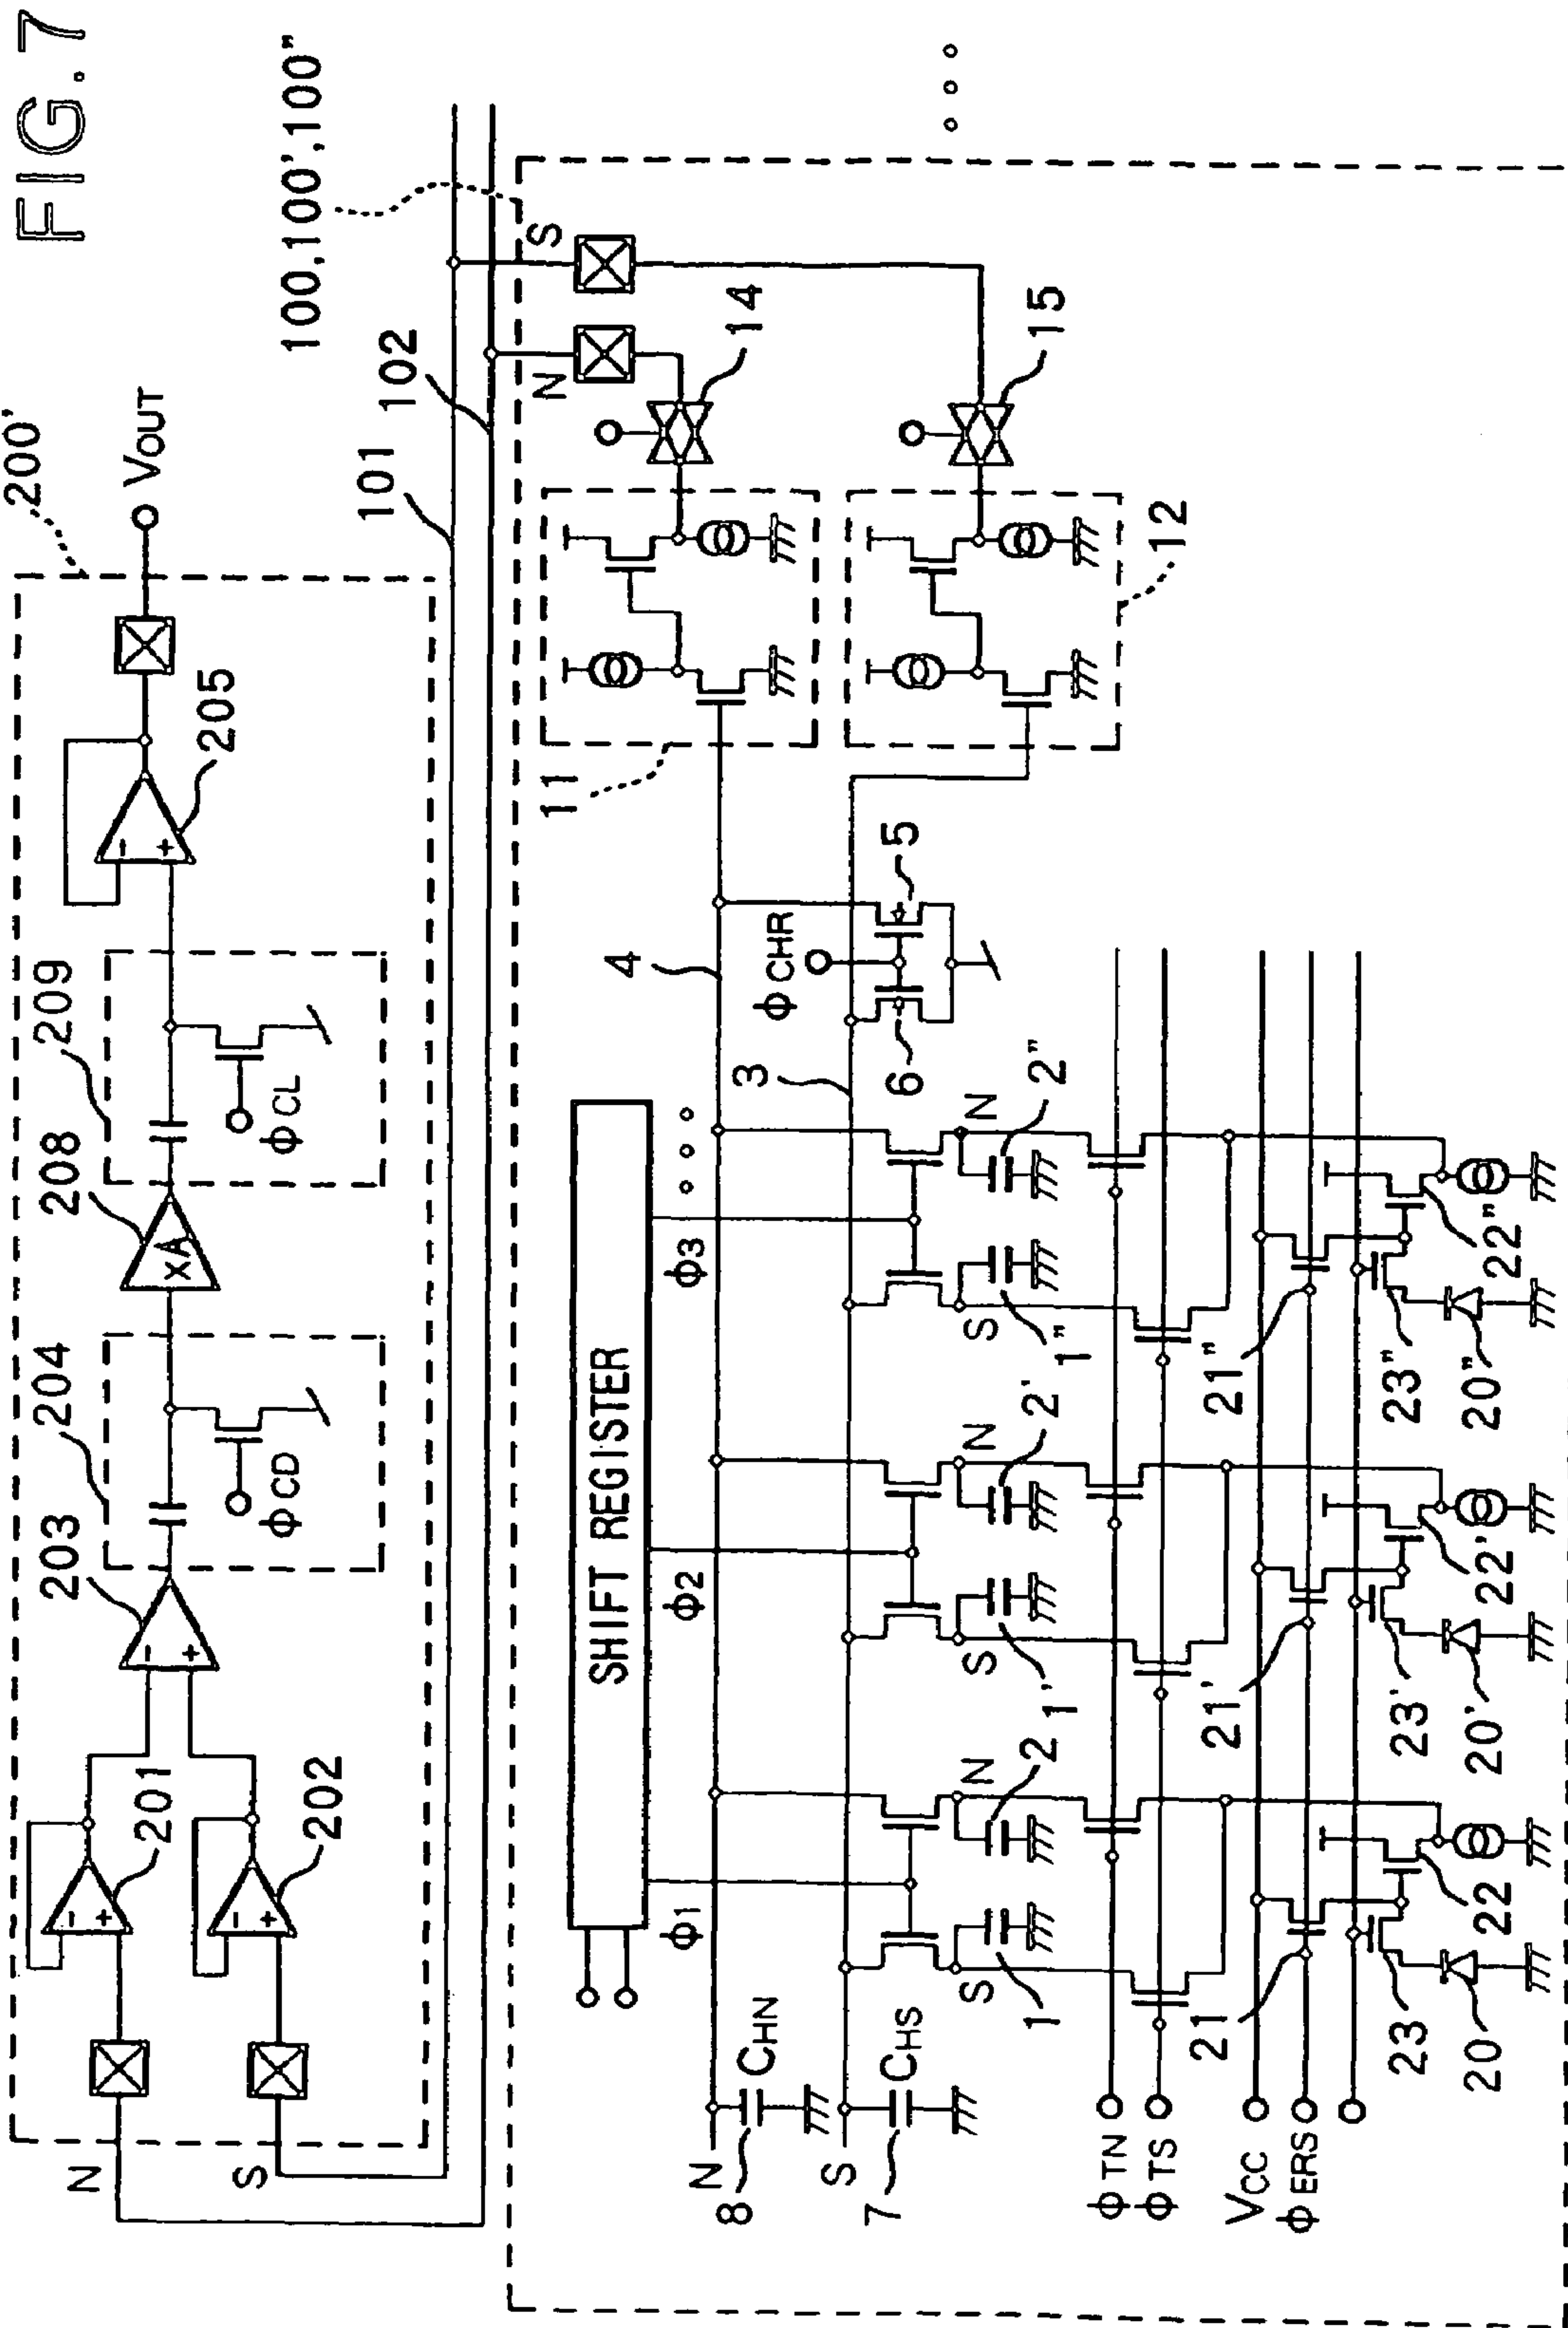 FIG.7
200'
203
204
208
209
VOUT
201
202
-
+
-
+
-
+
ϕCD
xA
ϕCL
-
+
205
N
S
101
102
100,100',100"
N
S
SHIFT REGISTER
ϕ1
ϕ2
ϕ3
4
11
14
N
8
CHN
S
7
CHS
3
ϕCHR
6
5
12
15
S
1
N
2
S
1'
N
2'
S
1"
N
2"
ϕTN
ϕTS
VCC
ϕERS
21
21'
21"
23
20
22
23'
20'
22'
23"
20"
22"